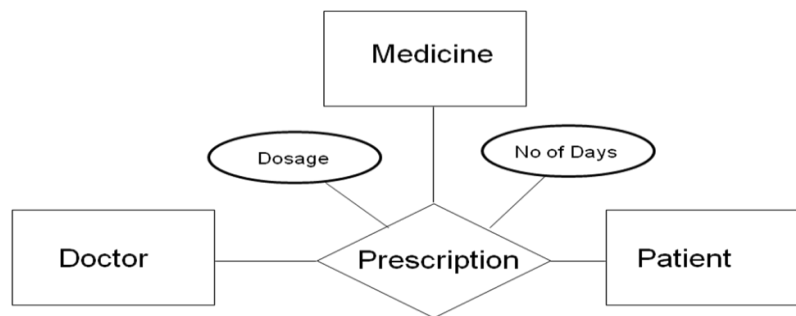 Medicine
Dosage
No of Days
Doctor
Prescription
Patient